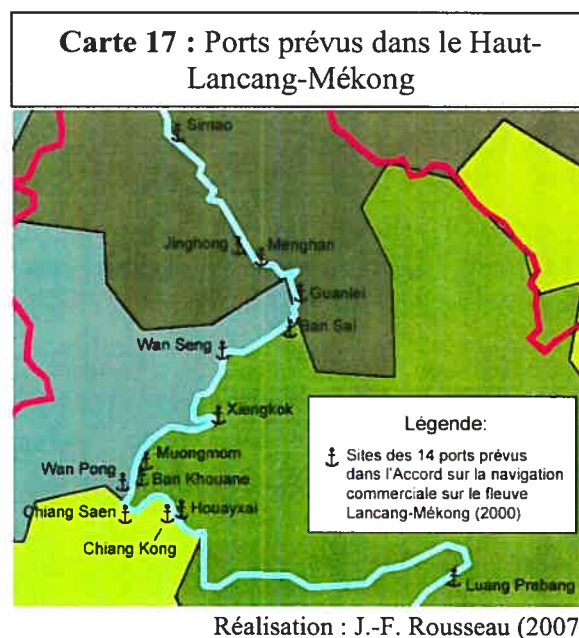 Carte 17 : Ports prévus dans le Haut-
Lancang-Mékong
Simao
Jinghong
Menghan
Guanlei
Ban Sai
Wan Seng
Xiengkok
Muongmom
Wan Pong
Ban Khouane
Chiang Saen
Houayxai
Chiang Kong
Luang Prabang
Légende:
Sites des 14 ports prévus
dans l'Accord sur la navigation
commerciale sur le fleuve
Lancang-Mékong (2000)
Réalisation : J.-F. Rousseau (2007